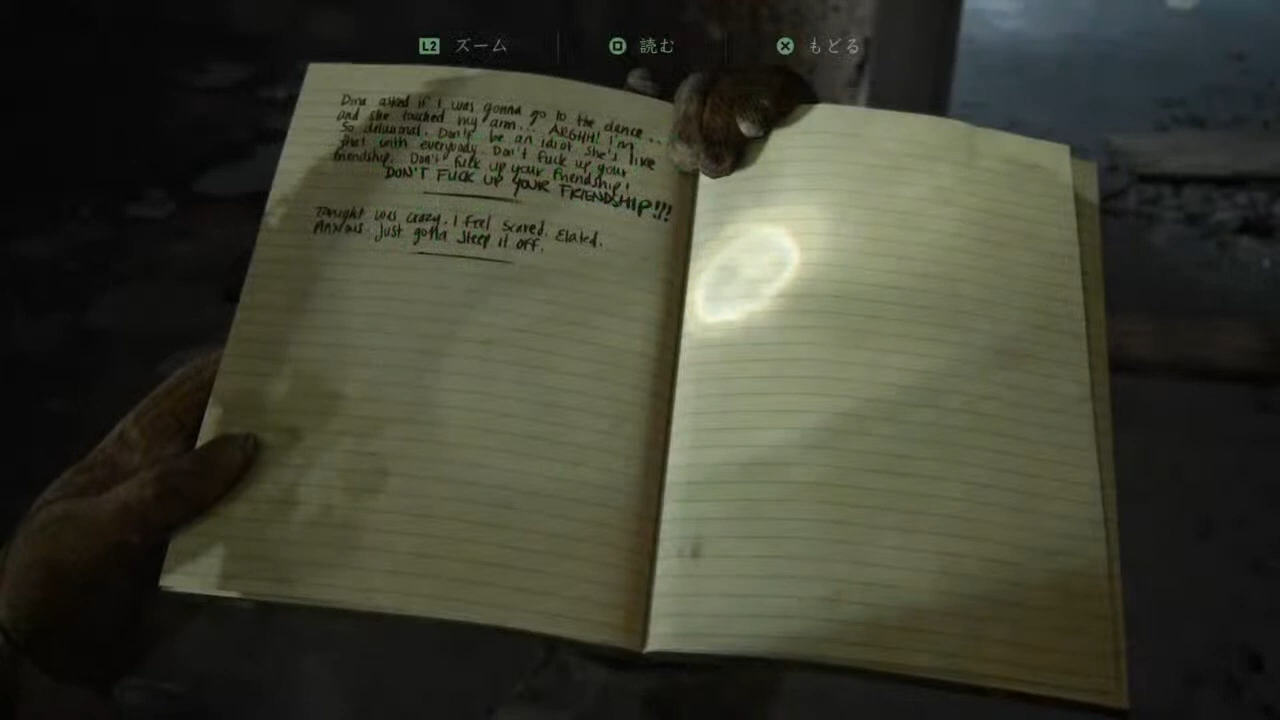 ズーム
読む
もどる
Dina asked if I was gonna go to the dance...
and she touched my arm... ARGHH! I'm
so delusional. Don't be an idiot. She's like
that with everybody. Don't fuck up your
friendship. Don't fuck up your friendship!
DON'T FUCK UP YOUR FRIENDSHIP!!!
Tonight was crazy. I feel scared. Elated.
Anxious. Just gotta sleep it off.